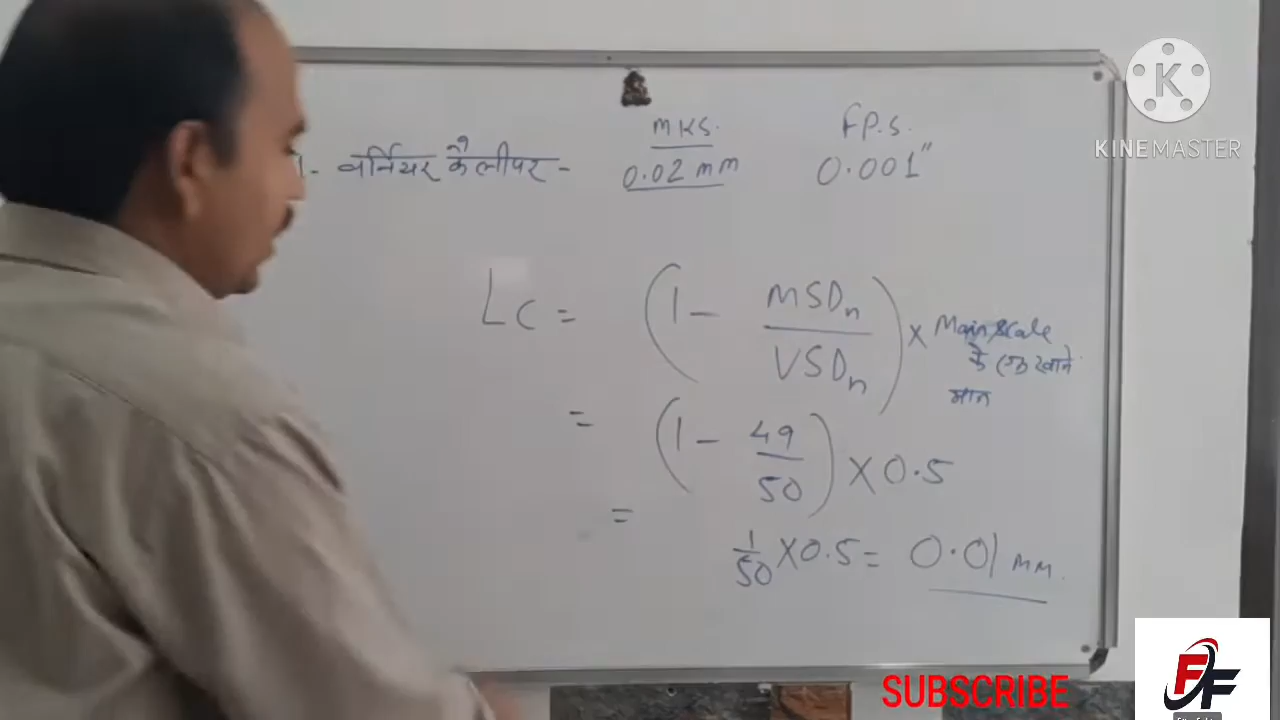 MKS. F.P.S.
1- वर्नियर कैलीपर - 0.02 mm 0.001"
LC = (1 - MSDn / VSDn) × Main scale
के एक खाने
मान
= (1 - 49 / 50) × 0.5
=
1/50 × 0.5 = 0.01 mm.
K
KINEMASTER
SUBSCRIBE
FF